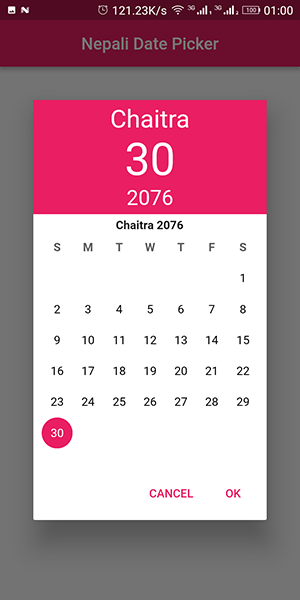 121.23K/s 3G 3G 100 01:00
Nepali Date Picker
Chaitra
30
2076
Chaitra 2076
S M T W T F S
1
2 3 4 5 6 7 8
9 10 11 12 13 14 15
16 17 18 19 20 21 22
23 24 25 26 27 28 29
30
CANCEL OK